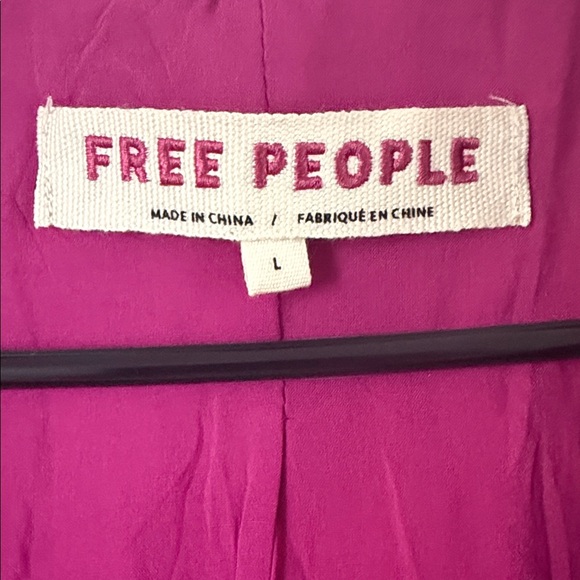 FREE PEOPLE
MADE IN CHINA / FABRIQUÉ EN CHINE
L